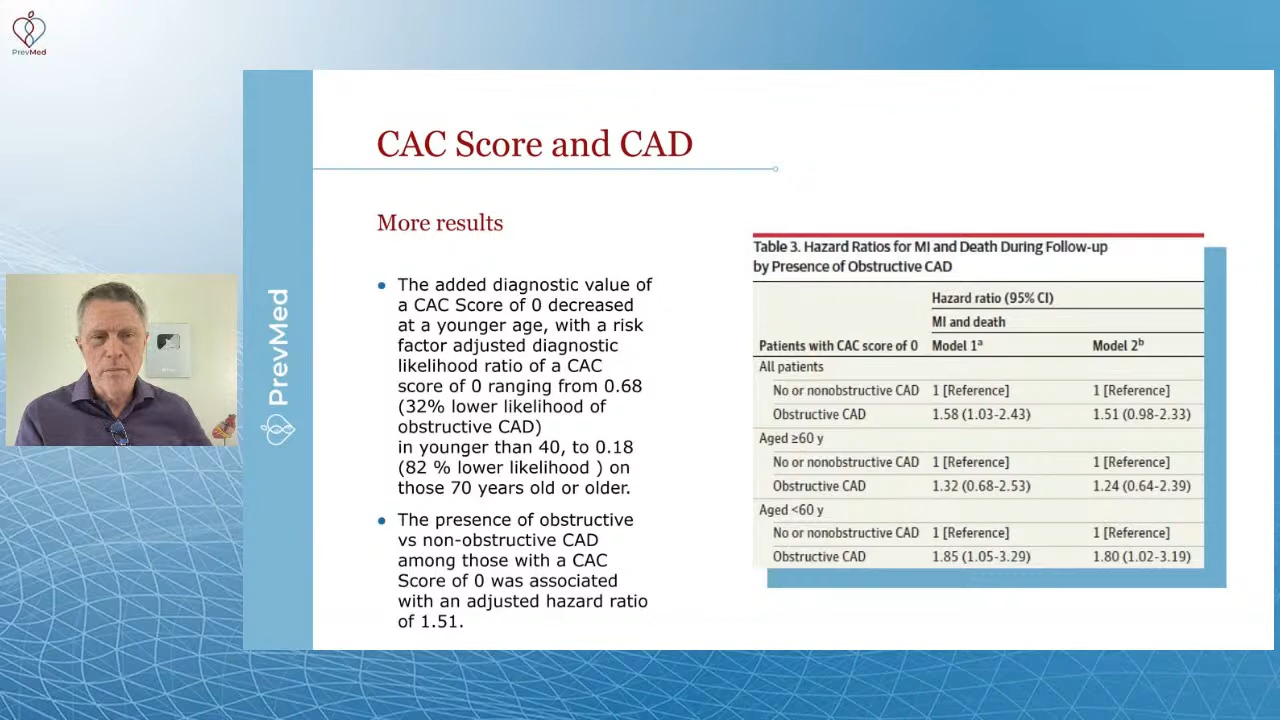 PrevMed
PrevMed
CAC Score and CAD
More results
• The added diagnostic value of
a CAC Score of 0 decreased
at a younger age, with a risk
factor adjusted diagnostic
likelihood ratio of a CAC
score of 0 ranging from 0.68
(32% lower likelihood of
obstructive CAD)
in younger than 40, to 0.18
(82 % lower likelihood ) on
those 70 years old or older.
• The presence of obstructive
vs non-obstructive CAD
among those with a CAC
Score of 0 was associated
with an adjusted hazard ratio
of 1.51.
Table 3. Hazard Ratios for MI and Death During Follow-up
by Presence of Obstructive CAD
Hazard ratio (95% CI)
MI and death
Patients with CAC score of 0 Model 1a Model 2b
All patients
No or nonobstructive CAD 1 [Reference] 1 [Reference]
Obstructive CAD 1.58 (1.03-2.43) 1.51 (0.98-2.33)
Aged ≥60 y
No or nonobstructive CAD 1 [Reference] 1 [Reference]
Obstructive CAD 1.32 (0.68-2.53) 1.24 (0.64-2.39)
Aged <60 y
No or nonobstructive CAD 1 [Reference] 1 [Reference]
Obstructive CAD 1.85 (1.05-3.29) 1.80 (1.02-3.19)